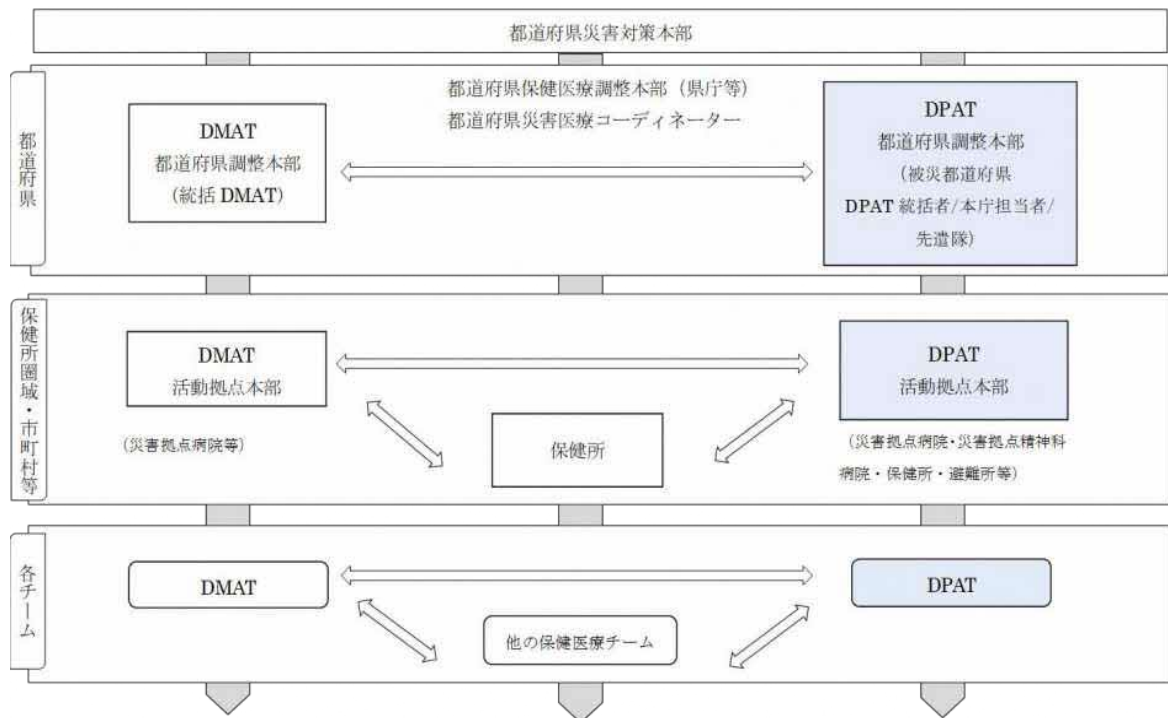 都道府県災害対策本部
都道府県
都道府県保健医療調整本部（県庁等）
都道府県災害医療コーディネーター
DMAT
都道府県調整本部
（統括 DMAT）
DPAT
都道府県調整本部
（被災都道府県
DPAT 統括者/本庁担当者/
先遣隊）
保健所圏域・市町村等
DMAT
活動拠点本部
（災害拠点病院等）
保健所
DPAT
活動拠点本部
（災害拠点病院・災害拠点精神科
病院・保健所・避難所等）
各チーム
DMAT
他の保健医療チーム
DPAT